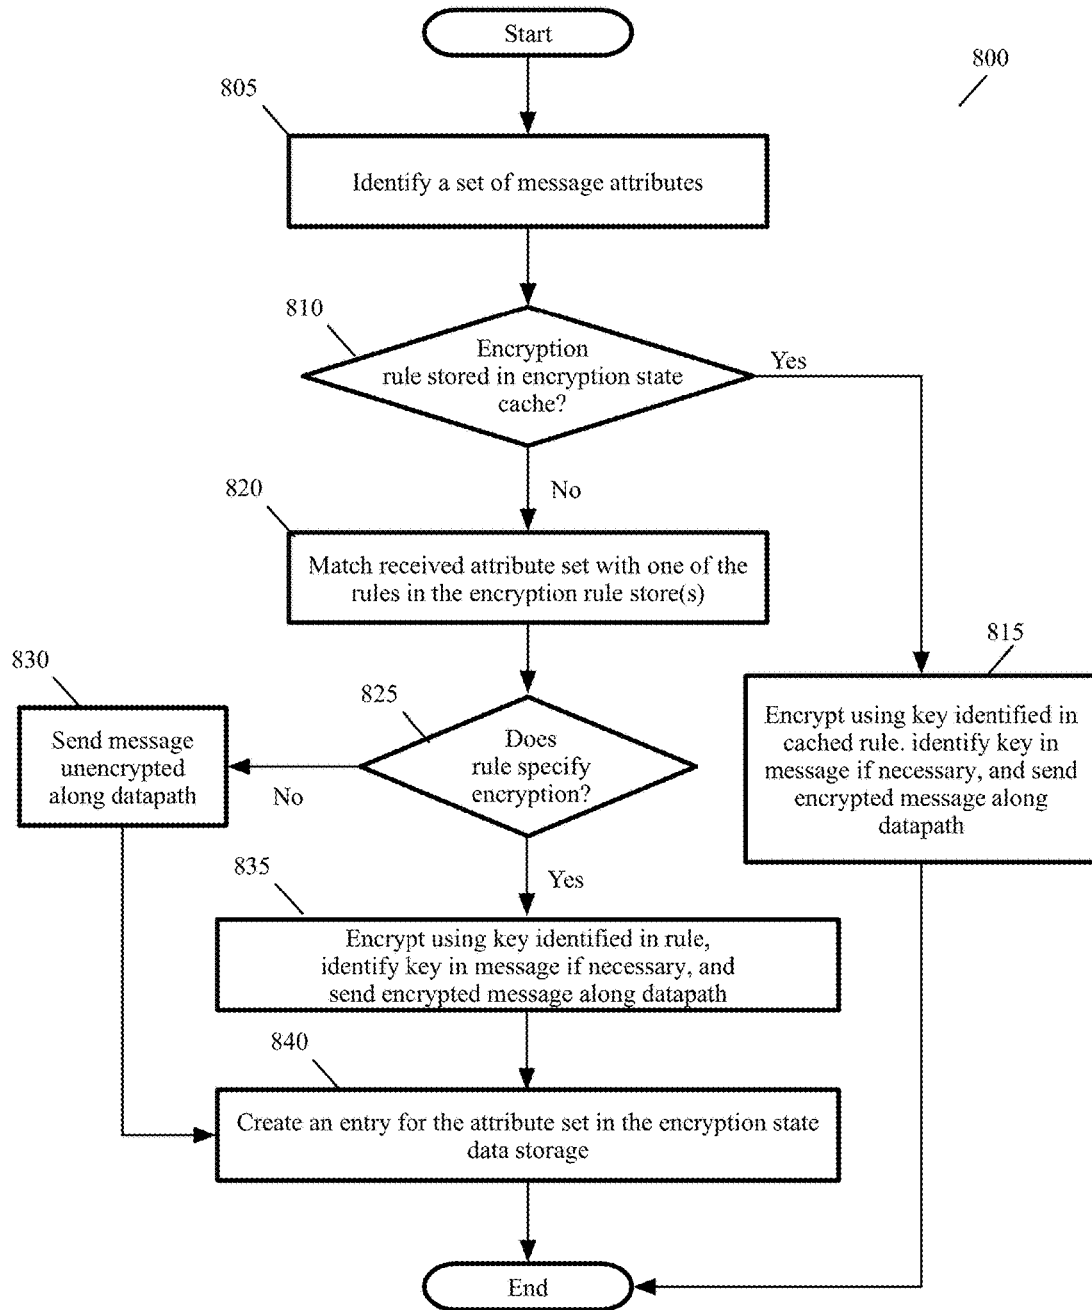 Start
800
805
Identify a set of message attributes
810
Encryption
rule stored in encryption state
cache?
Yes
No
820
Match received attribute set with one of the
rules in the encryption rule store(s)
815
Encrypt using key identified in
cached rule. identify key in
message if necessary, and send
encrypted message along
datapath
830
Send message
unencrypted
along datapath
825
Does
rule specify
encryption?
No
Yes
835
Encrypt using key identified in rule,
identify key in message if necessary, and
send encrypted message along datapath
840
Create an entry for the attribute set in the encryption state
data storage
End